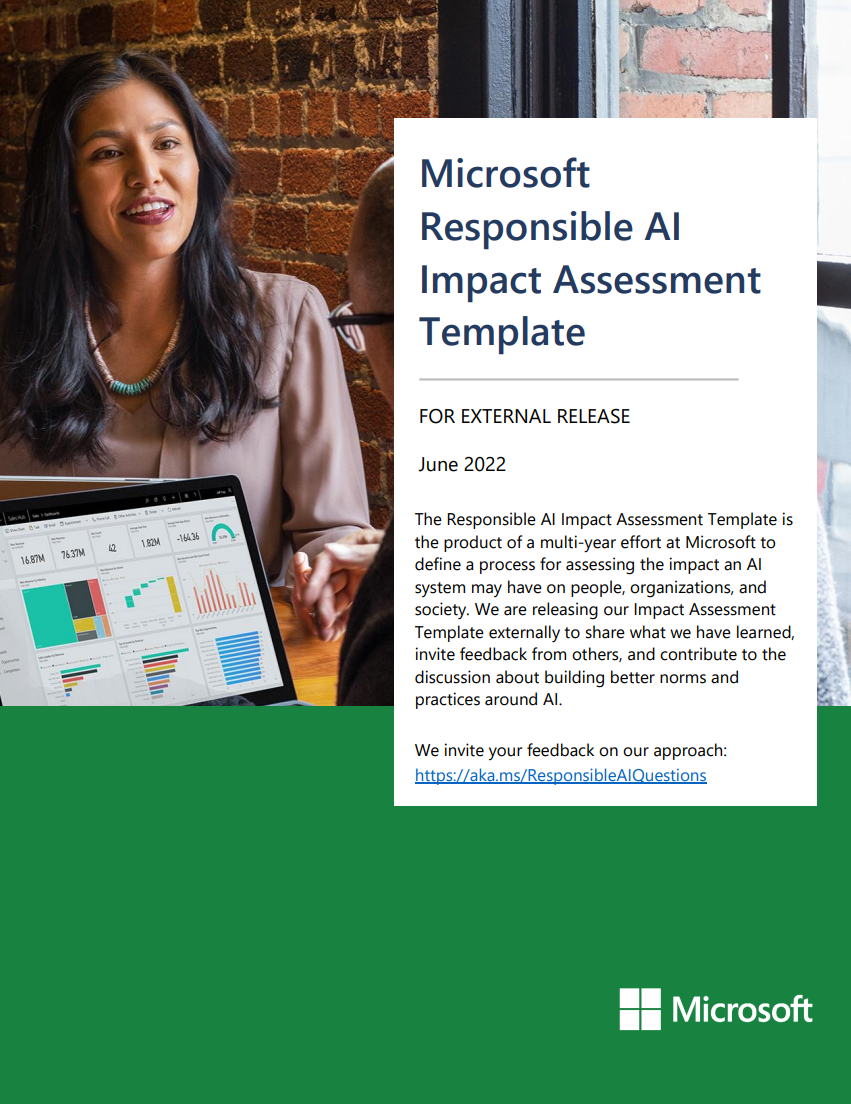 Microsoft
Responsible AI
Impact Assessment
Template
FOR EXTERNAL RELEASE
June 2022
The Responsible AI Impact Assessment Template is
the product of a multi-year effort at Microsoft to
define a process for assessing the impact an AI
system may have on people, organizations, and
society. We are releasing our Impact Assessment
Template externally to share what we have learned,
invite feedback from others, and contribute to the
discussion about building better norms and
practices around AI.
We invite your feedback on our approach:
https://aka.ms/ResponsibleAIQuestions
Sales Hub
16.87M
76.37M
42
1.82M
-164.36
Microsoft